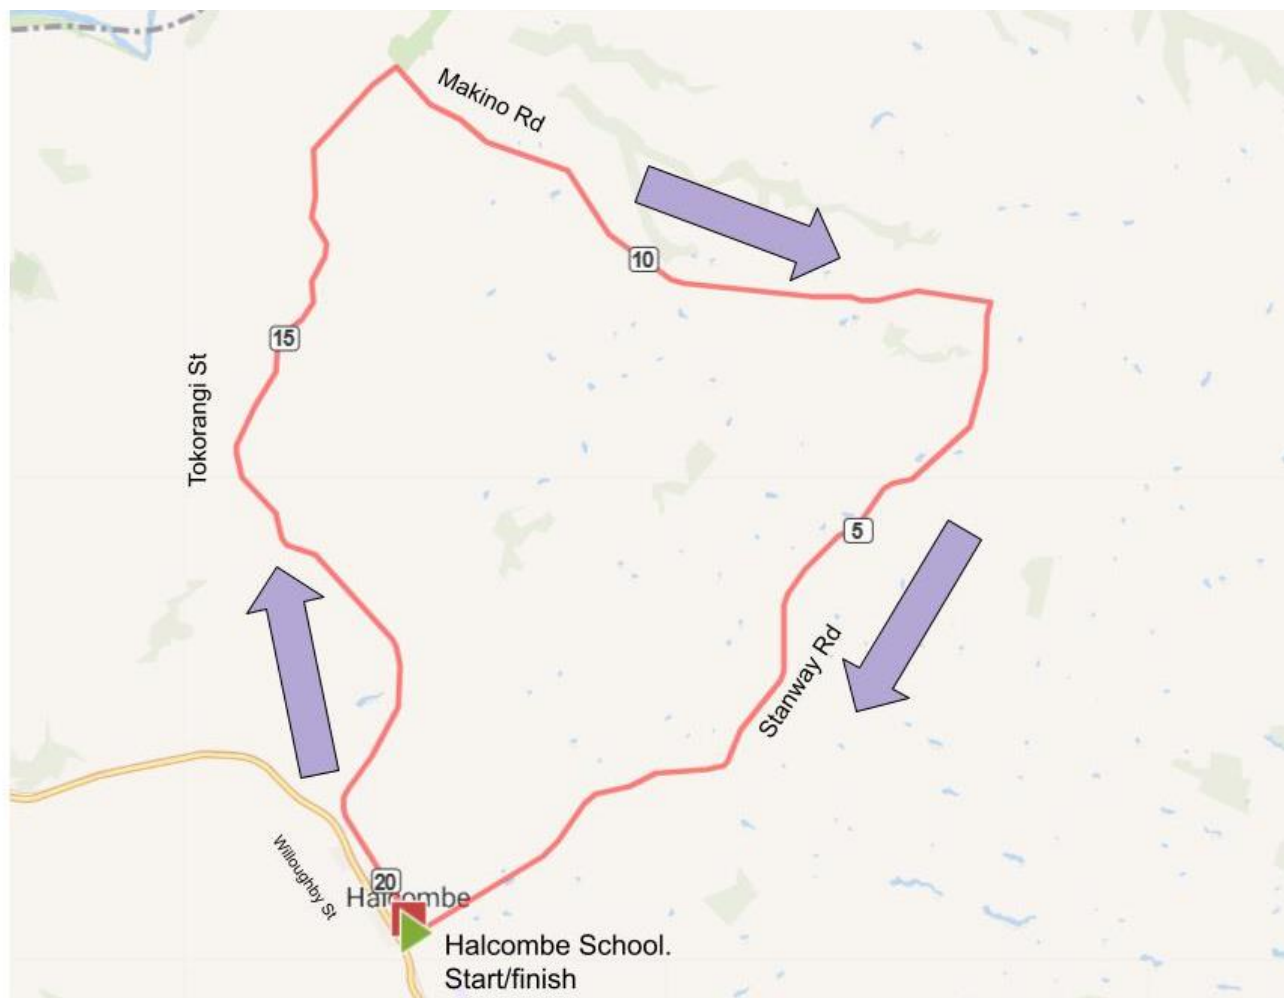 Makino Rd
10
15
Tokorangi St
5
Stanway Rd
Willoughby St
20
Halcombe
Halcombe School.
Start/finish